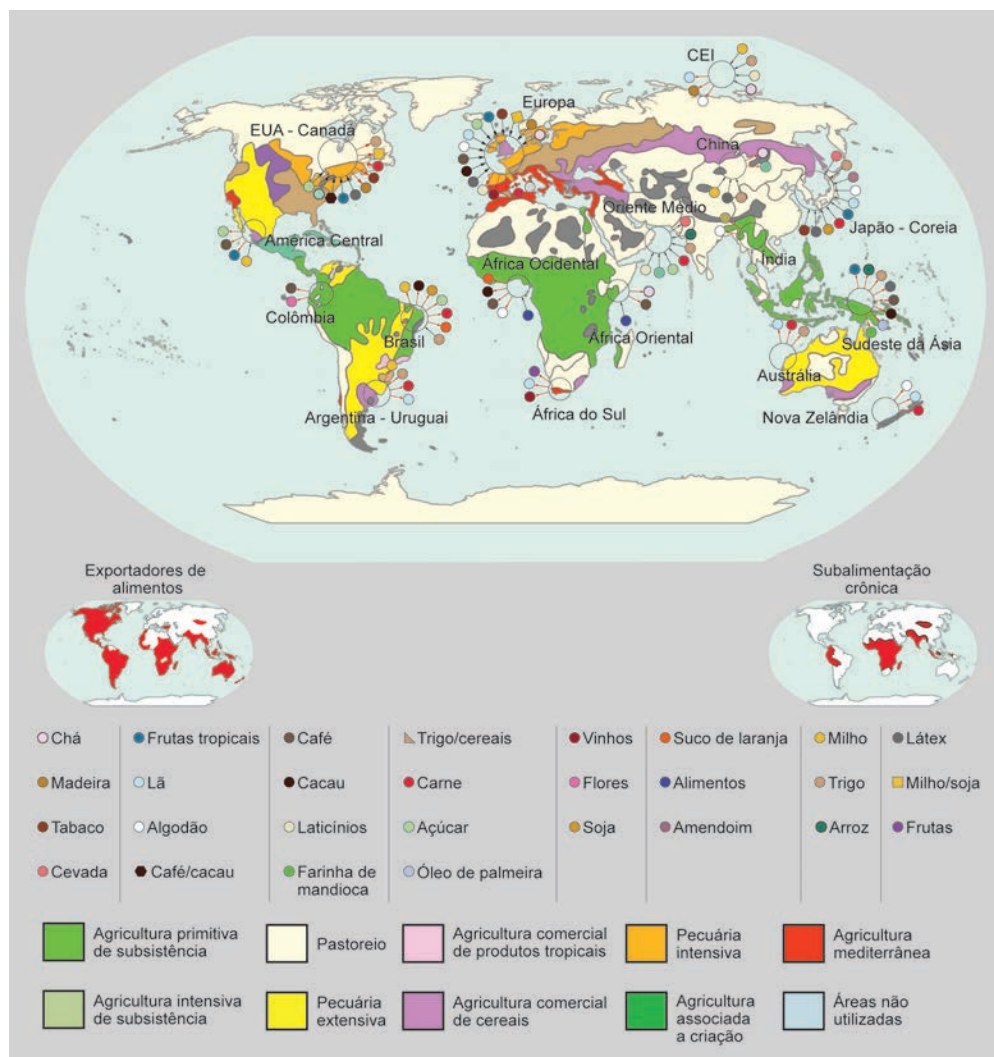 CEI
Europa
EUA - Canadá
China
Oriente Médio
Japão - Coreia
América Central
Índia
África Ocidental
Colômbia
Brasil
África Oriental
Sudeste da Ásia
Austrália
Argentina - Uruguai
África do Sul
Nova Zelândia
Exportadores de
alimentos
Subalimentação
crônica
Chá
Madeira
Tabaco
Cevada
Frutas tropicais
Lã
Algodão
Café/cacau
Café
Cacau
Laticínios
Farinha de
mandioca
Trigo/cereais
Carne
Açúcar
Óleo de palmeira
Vinhos
Flores
Soja
Suco de laranja
Alimentos
Amendoim
Milho
Trigo
Arroz
Látex
Milho/soja
Frutas
Agricultura primitiva
de subsistência
Pastoreio
Agricultura comercial
de produtos tropicais
Pecuária
intensiva
Agricultura
mediterrânea
Agricultura intensiva
de subsistência
Pecuária
extensiva
Agricultura comercial
de cereais
Agricultura
associada
a criação
Áreas não
utilizadas